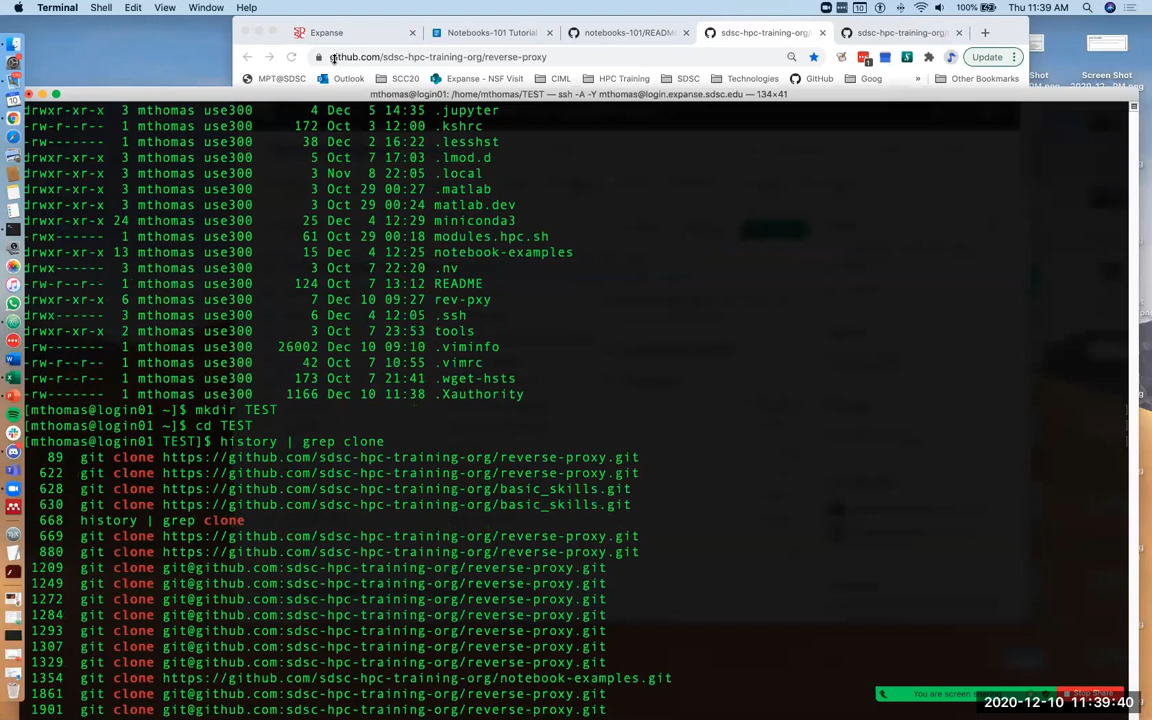 Terminal Shell Edit View Window Help 10 100% Thu 11:39 AM
Expanse Notebooks-101 Tutorial notebooks-101/README sdsc-hpc-training-org/ sdsc-hpc-training-org/
github.com/sdsc-hpc-training-org/reverse-proxy Update
MPT@SDSC Outlook SCC20 Expanse - NSF Visit CIML HPC Training SDSC Technologies GitHub Goog Other Bookmarks
mthomas@login01: /home/mthomas/TEST — ssh -A -Y mthomas@login.expanse.sdsc.edu — 134×41
drwxr-xr-x 3 mthomas use300 4 Dec 5 14:35 .jupyter
-rw-r--r-- 1 mthomas use300 172 Oct 3 12:00 .kshrc
-rw------- 1 mthomas use300 38 Dec 2 16:22 .lesshst
drwxr-xr-x 3 mthomas use300 5 Oct 7 17:03 .lmod.d
drwxr-xr-x 3 mthomas use300 3 Nov 8 22:05 .local
drwxr-xr-x 3 mthomas use300 3 Oct 29 00:27 .matlab
drwxr-xr-x 3 mthomas use300 3 Oct 29 00:24 matlab.dev
drwxr-xr-x 24 mthomas use300 25 Dec 4 12:29 miniconda3
-rwx------ 1 mthomas use300 61 Oct 29 00:18 modules.hpc.sh
drwxr-xr-x 13 mthomas use300 15 Dec 4 12:25 notebook-examples
drwx------ 3 mthomas use300 3 Oct 7 22:20 .nv
-rw-r--r-- 1 mthomas use300 124 Oct 7 13:12 README
drwxr-xr-x 6 mthomas use300 7 Dec 10 09:27 rev-pxy
drwx------ 3 mthomas use300 6 Dec 4 12:05 .ssh
drwxr-xr-x 2 mthomas use300 3 Oct 7 23:53 tools
-rw------- 1 mthomas use300 26002 Dec 10 09:10 .viminfo
-rw-r--r-- 1 mthomas use300 42 Oct 7 10:55 .vimrc
-rw-r--r-- 1 mthomas use300 173 Oct 7 21:41 .wget-hsts
-rw------- 1 mthomas use300 1166 Dec 10 11:38 .Xauthority
[mthomas@login01 ~]$ mkdir TEST
[mthomas@login01 ~]$ cd TEST
[mthomas@login01 TEST]$ history | grep clone
89 git clone https://github.com/sdsc-hpc-training-org/reverse-proxy.git
622 git clone https://github.com/sdsc-hpc-training-org/reverse-proxy.git
628 git clone https://github.com/sdsc-hpc-training-org/basic_skills.git
630 git clone https://github.com/sdsc-hpc-training-org/basic_skills.git
668 history | grep clone
669 git clone https://github.com/sdsc-hpc-training-org/reverse-proxy.git
880 git clone https://github.com/sdsc-hpc-training-org/reverse-proxy.git
1209 git clone git@github.com:sdsc-hpc-training-org/reverse-proxy.git
1249 git clone git@github.com:sdsc-hpc-training-org/reverse-proxy.git
1272 git clone git@github.com:sdsc-hpc-training-org/reverse-proxy.git
1284 git clone git@github.com:sdsc-hpc-training-org/reverse-proxy.git
1293 git clone git@github.com:sdsc-hpc-training-org/reverse-proxy.git
1307 git clone git@github.com:sdsc-hpc-training-org/reverse-proxy.git
1329 git clone git@github.com:sdsc-hpc-training-org/reverse-proxy.git
1354 git clone git@github.com:sdsc-hpc-training-org/notebook-examples.git
1861 git clone git@github.com:sdsc-hpc-training-org/reverse-proxy.git
1901 git clone git@github.com:sdsc-hpc-training-org/reverse-proxy.git
You are screen s Stop Share
2020-12-10 11:39:40